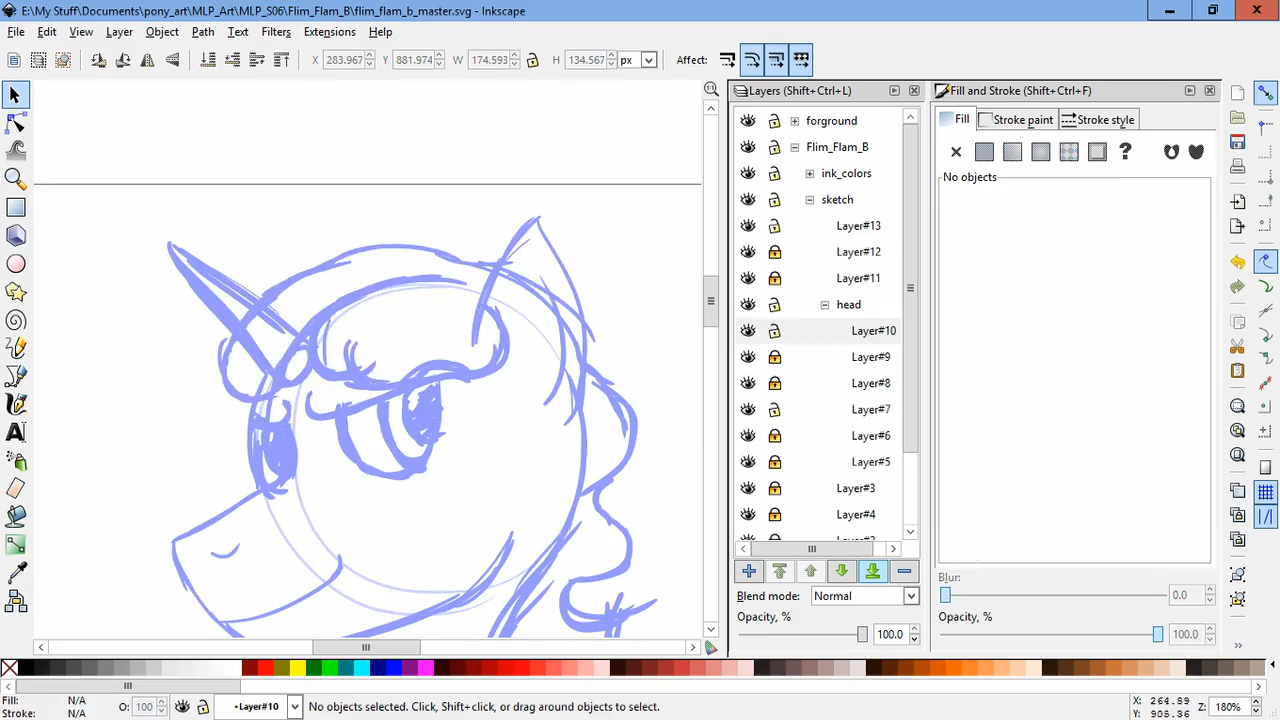 E:\My Stuff\Documents\pony_art\MLP_Art\MLP_S06\Flim_Flam_B\flim_flam_b_master.svg - Inkscape
File Edit View Layer Object Path Filters Text Extensions Help
X 283.967 Y 881.974 W 174.593 H 134.567 px Affect:
Layers (Shift+Ctrl+L)
forground
Flim_Flam_B
ink_colors
sketch
Layer#13
Layer#12
Layer#11
head
Layer#10
Layer#9
Layer#8
Layer#7
Layer#6
Layer#5
Layer#3
Layer#4
Blend mode: Normal
Opacity, %
100.0
Fill and Stroke (Shift+Ctrl+F)
Fill Stroke paint Stroke style
No objects
Blur:
0.0
Opacity, %
100.0
Fill: N/A
Stroke: N/A
O: 100
•Layer#10
No objects selected. Click, Shift+click, or drag around objects to select.
X: 264.89
Y: 905.36
Z: 180%